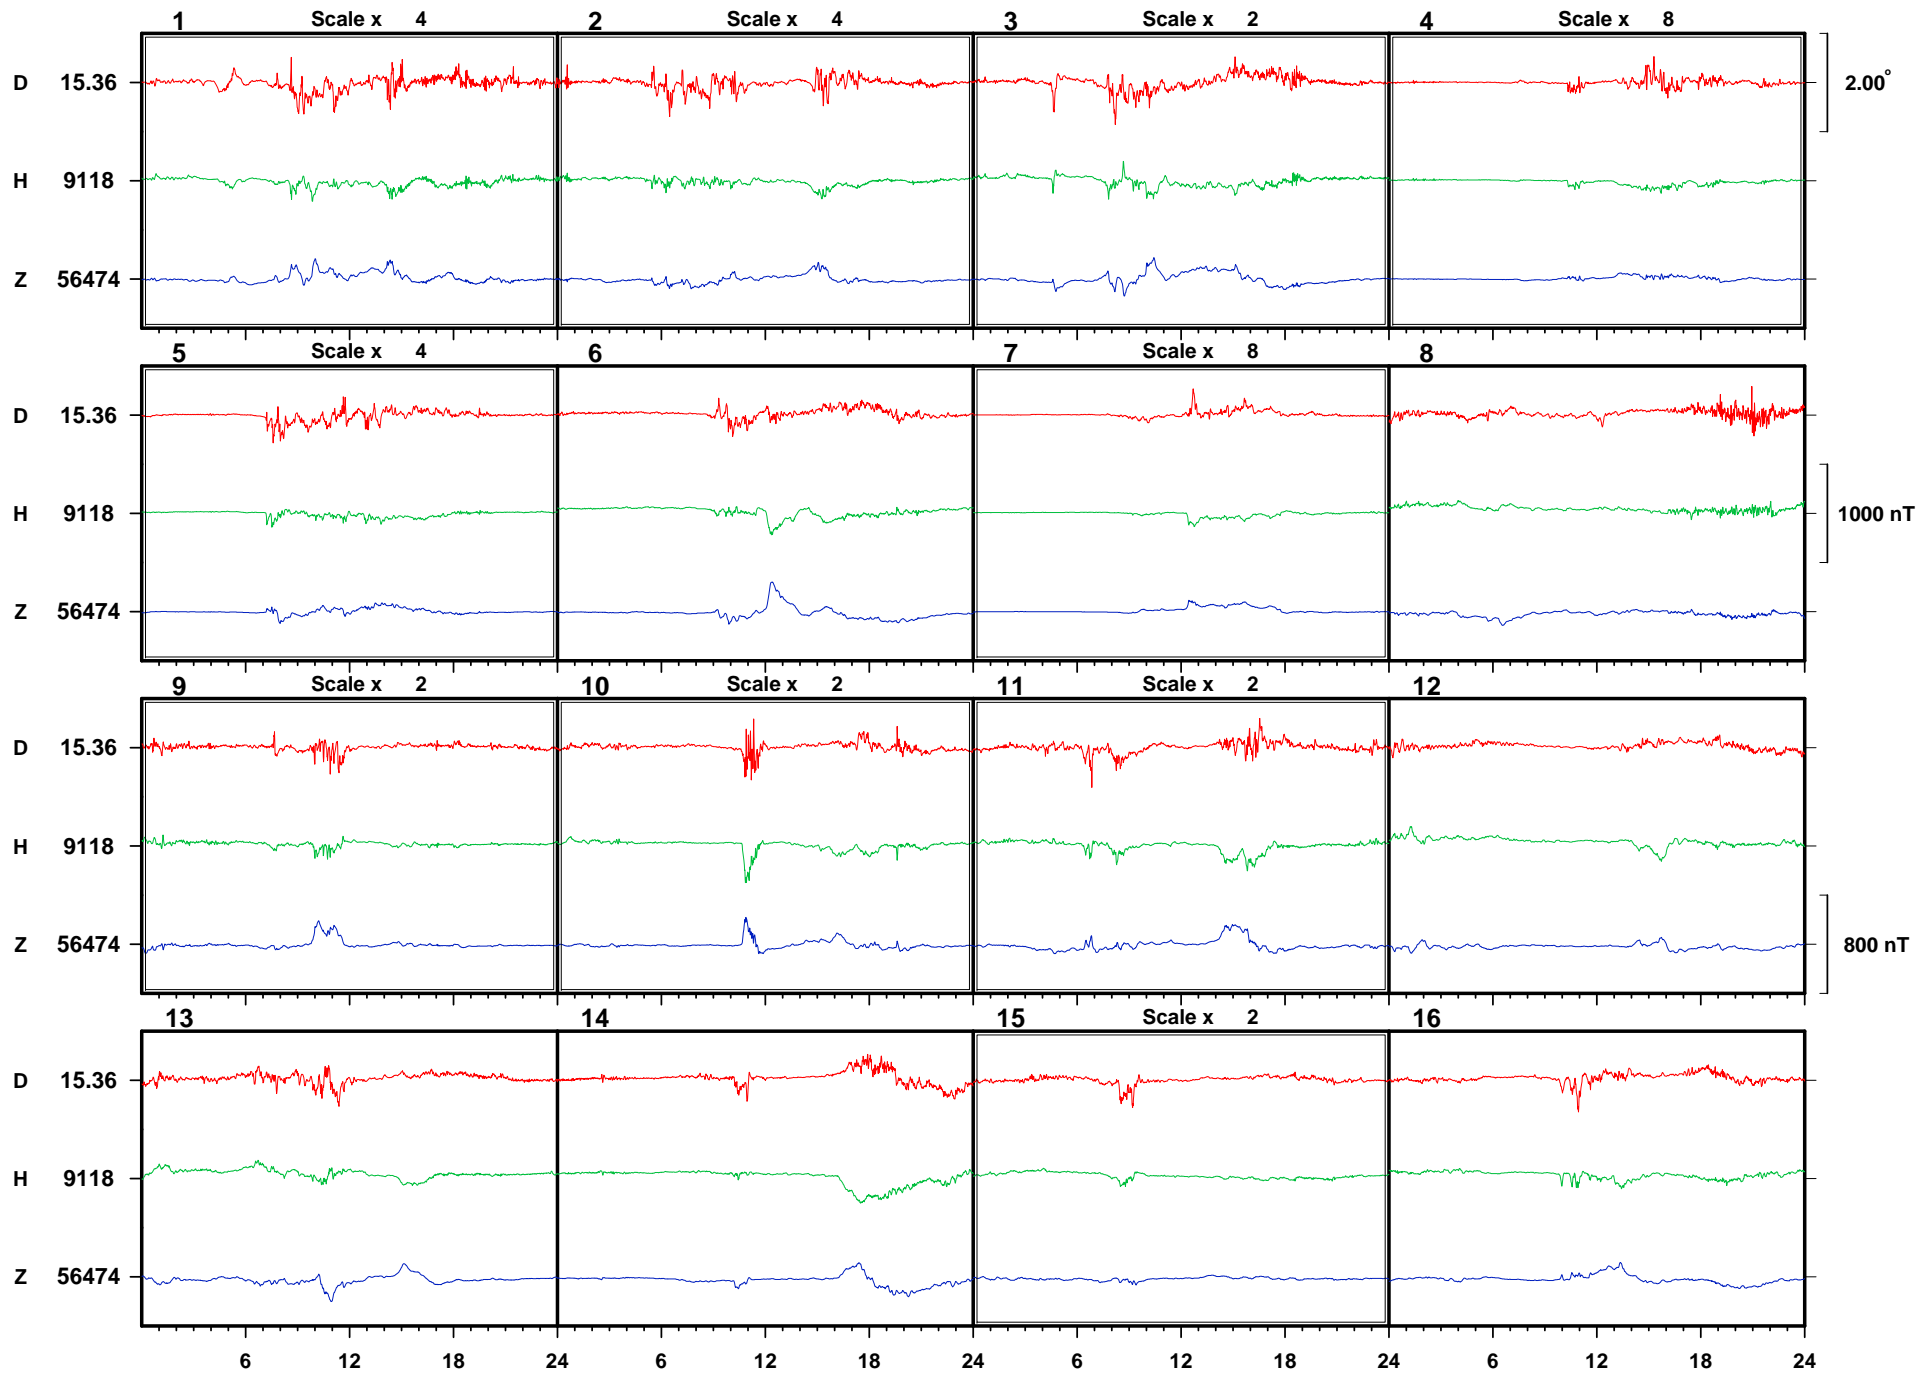 1 Scale x 4 2 Scale x 4 3 Scale x 2 4 Scale x 8
D 15.36 2.00°
H 9118
Z 56474
5 Scale x 4 6 7 Scale x 8 8
D 15.36
H 9118 1000 nT
Z 56474
9 Scale x 2 10 Scale x 2 11 Scale x 2 12
D 15.36
H 9118
Z 56474 800 nT
13 14 15 Scale x 2 16
D 15.36
H 9118
Z 56474
6 12 18 24 6 12 18 24 6 12 18 24 6 12 18 24